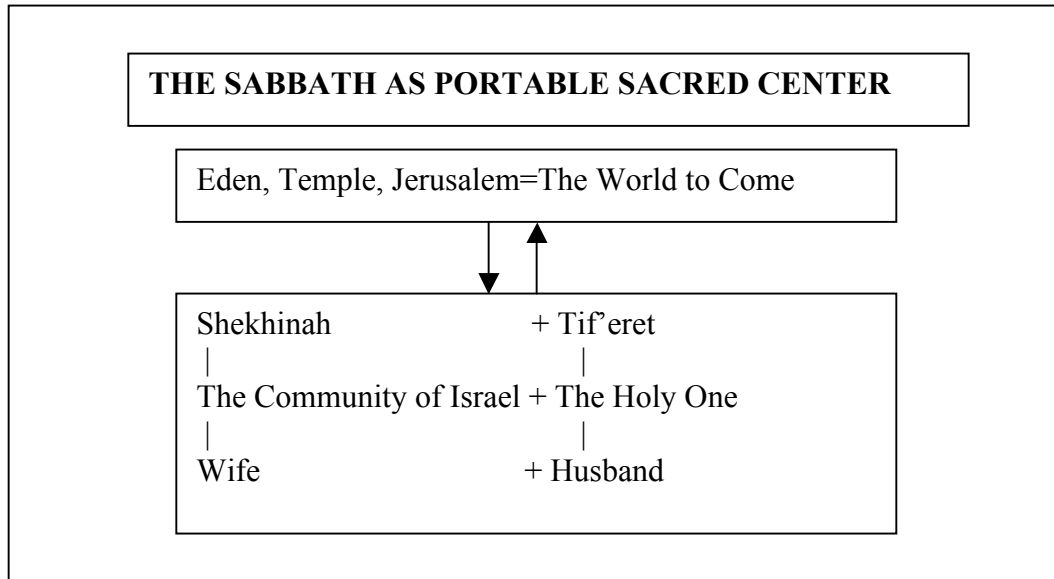 THE SABBATH AS PORTABLE SACRED CENTER
Eden, Temple, Jerusalem=The World to Come
Shekhinah + Tif’eret
| |
The Community of Israel + The Holy One
| |
Wife + Husband